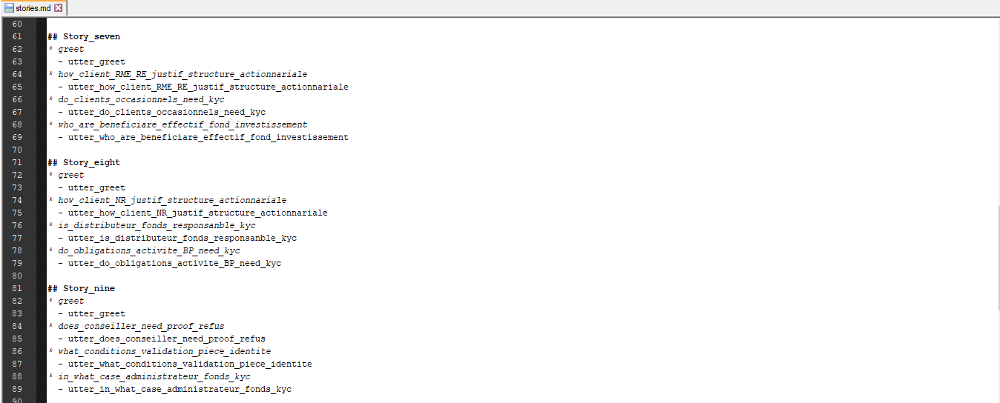 stories.md
60
61 ## Story_seven
62 * greet
63 - utter_greet
64 * how_client_RME_RE_justif_structure_actionnariale
65 - utter_how_client_RME_RE_justif_structure_actionnariale
66 * do_clients_occasionnels_need_kyc
67 - utter_do_clients_occasionnels_need_kyc
68 * who_are_beneficiare_effectif_fond_investissement
69 - utter_who_are_beneficiare_effectif_fond_investissement
70
71 ## Story_eight
72 * greet
73 - utter_greet
74 * how_client_NR_justif_structure_actionnariale
75 - utter_how_client_NR_justif_structure_actionnariale
76 * is_distributeur_fonds_responsanble_kyc
77 - utter_is_distributeur_fonds_responsanble_kyc
78 * do_obligations_activite_BP_need_kyc
79 - utter_do_obligations_activite_BP_need_kyc
80
81 ## Story_nine
82 * greet
83 - utter_greet
84 * does_conseiller_need_proof_refus
85 - utter_does_conseiller_need_proof_refus
86 * what_conditions_validation_piece_identite
87 - utter_what_conditions_validation_piece_identite
88 * in_what_case_administrateur_fonds_kyc
89 - utter_in_what_case_administrateur_fonds_kyc
90